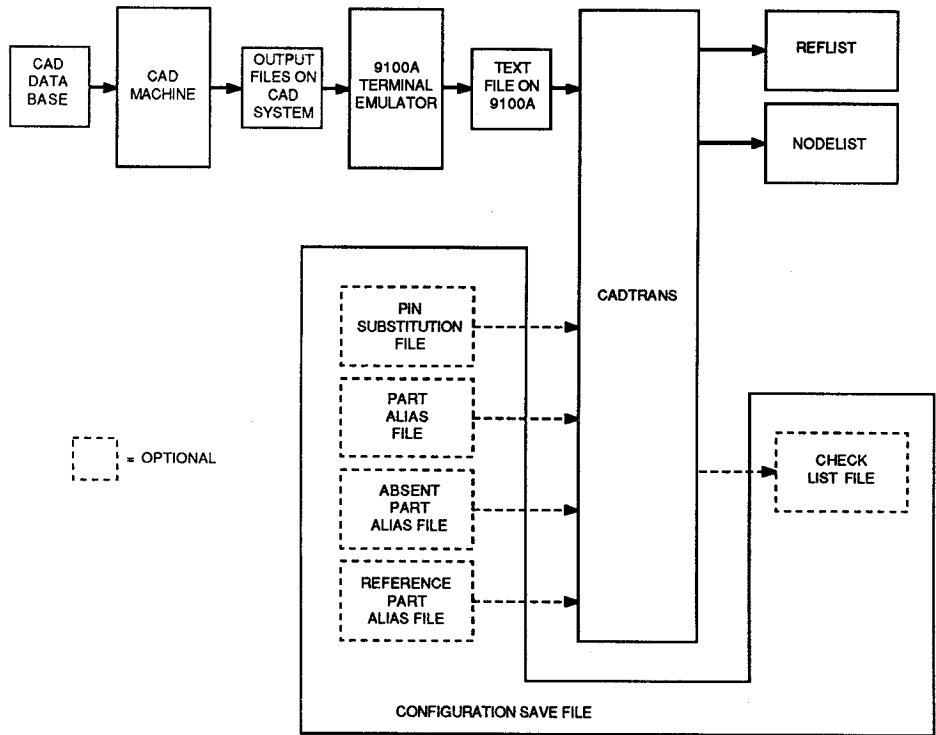 CAD
DATA
BASE
CAD
MACHINE
OUTPUT
FILES ON
CAD
SYSTEM
9100A
TERMINAL
EMULATOR
TEXT
FILE ON
9100A
REFLIST
NODELIST
CADTRANS
PIN
SUBSTITUTION
FILE
PART
ALIAS
FILE
ABSENT
PART
ALIAS FILE
REFERENCE
PART
ALIAS FILE
= OPTIONAL
CHECK
LIST FILE
CONFIGURATION SAVE FILE